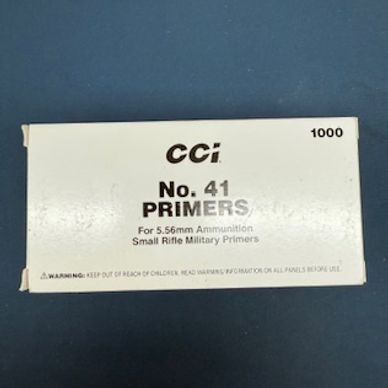 1000
CCI
No. 41
PRIMERS
For 5.56mm Ammunition
Small Rifle Military Primers
⚠WARNING: KEEP OUT OF REACH OF CHILDREN. READ WARNING/INFORMATION ON ALL PANELS BEFORE USE.